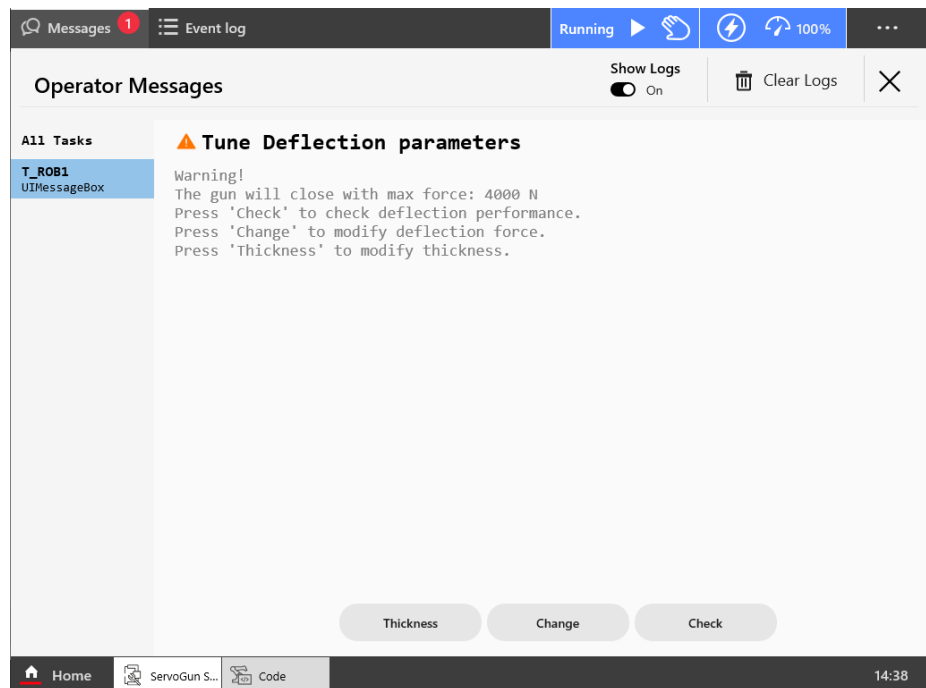 Messages 1
Event log
Running
100%
Operator Messages
Show Logs
On
Clear Logs
All Tasks
T_ROB1
UIMessageBox
Tune Deflection parameters
Warning!
The gun will close with max force: 4000 N
Press 'Check' to check deflection performance.
Press 'Change' to modify deflection force.
Press 'Thickness' to modify thickness.
Thickness
Change
Check
Home
ServoGun S...
Code
14:38